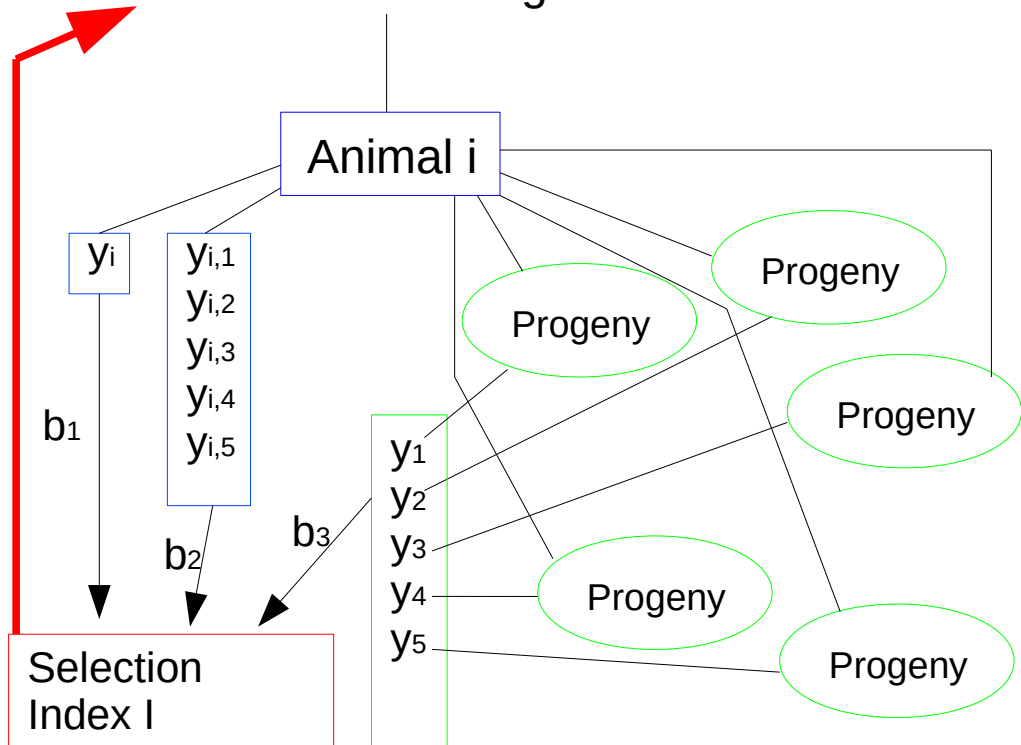 Animal i
yi
yi,1
yi,2
yi,3
yi,4
yi,5
Progeny
Progeny
Progeny
b1
y1
y2
y3
y4
y5
b2
b3
Progeny
Progeny
Selection
Index I